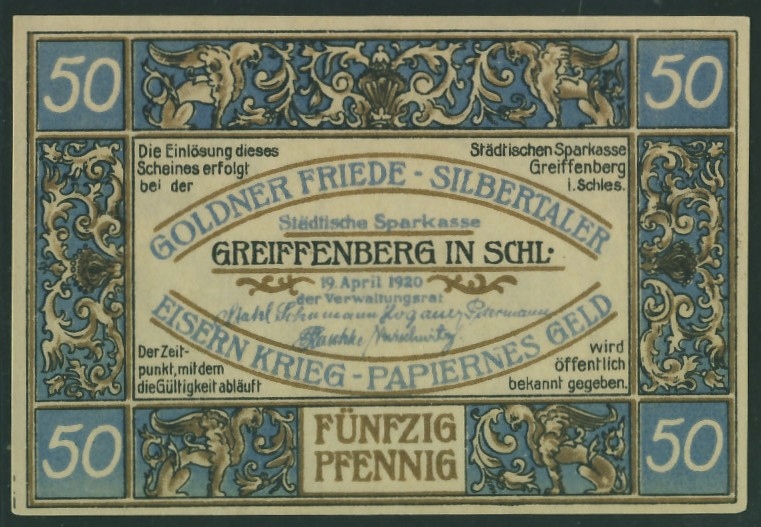 50
50
Die Einlösung dieses
Scheines erfolgt
bei der
Städtischen Sparkasse
Greiffenberg
i. Schles.
GOLDNER FRIEDE - SILBERTALER
Städtische Sparkasse
GREIFFENBERG IN SCHL.
19. April 1920
der Verwaltungsrat
EISERN KRIEG - PAPIERNES GELD
Der Zeit-
punkt, mit dem
die Gültigkeit abläuft
wird
öffentlich
bekannt gegeben.
50
FÜNFZIG
PFENNIG
50